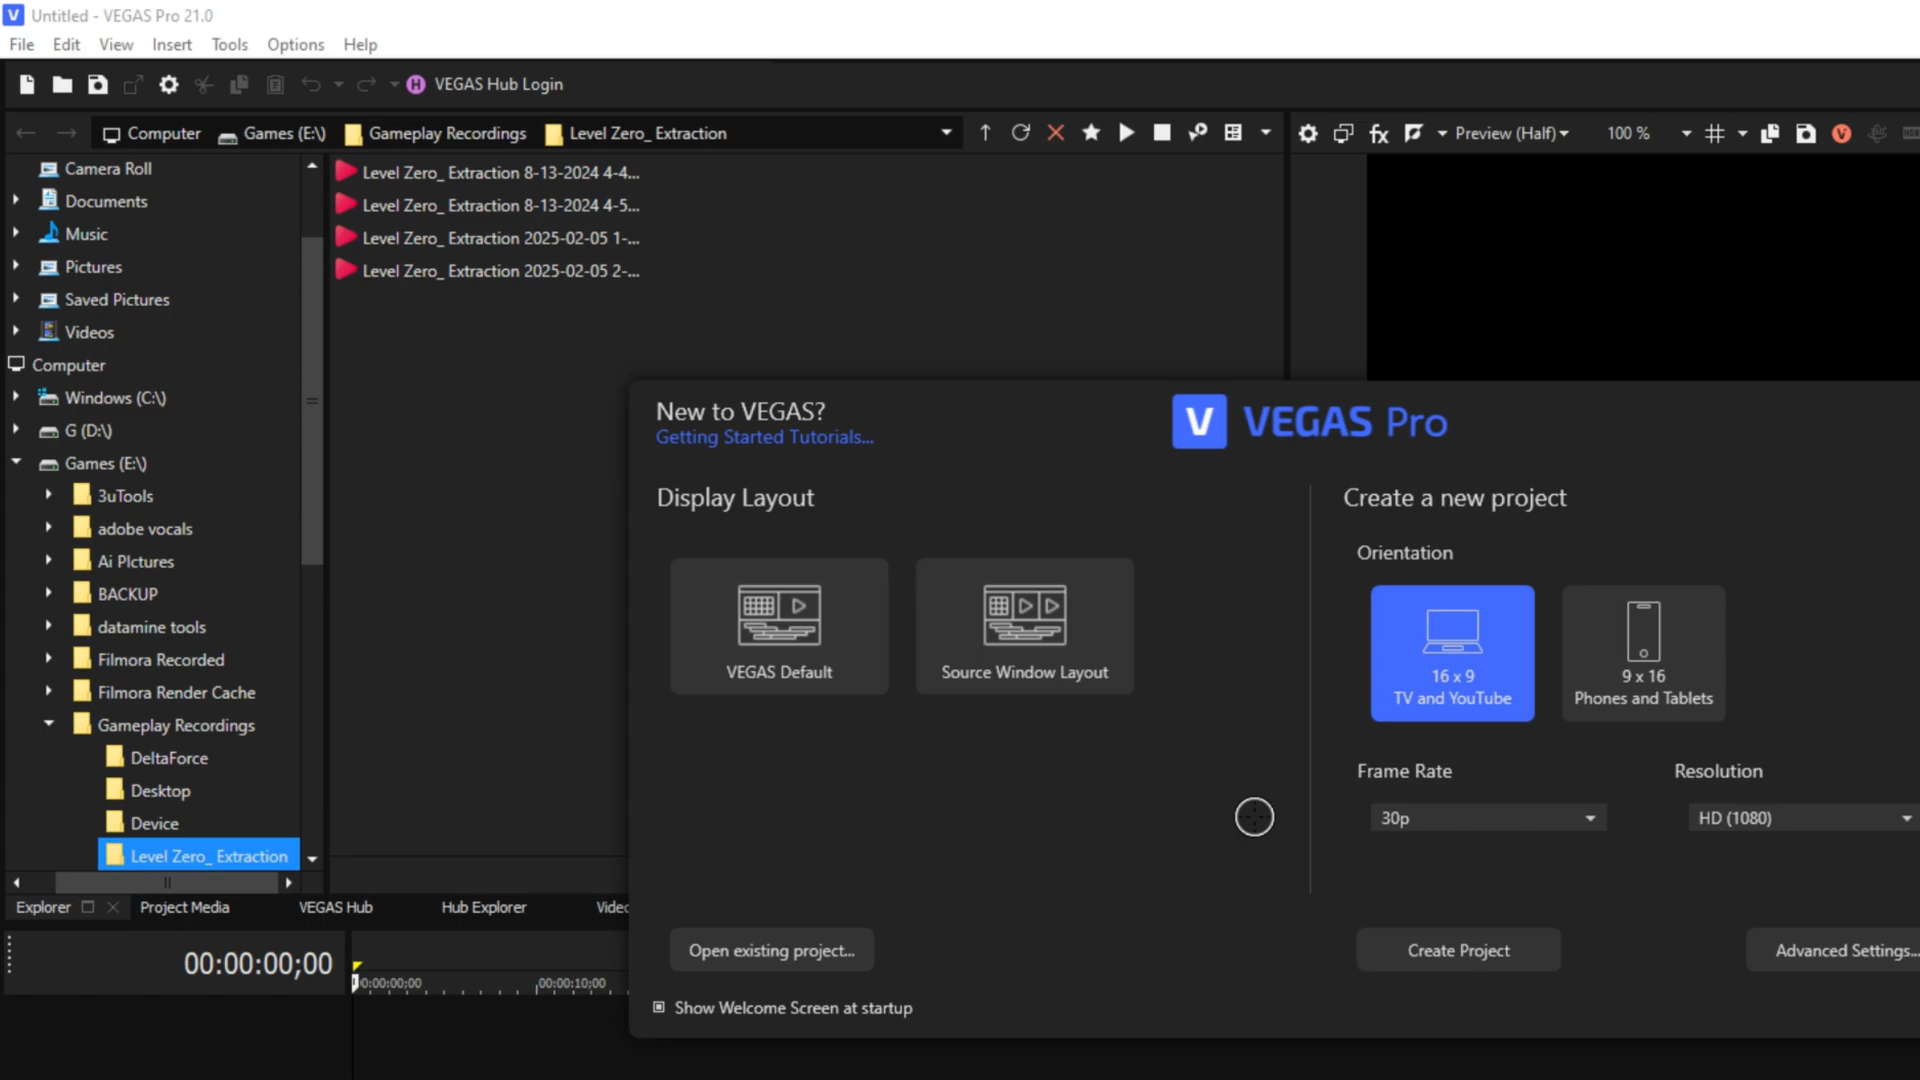 Untitled - VEGAS Pro 21.0
File Edit View Insert Tools Options Help
VEGAS Hub Login
Computer Games (E:\) Gameplay Recordings Level Zero_ Extraction
Preview (Half) 100 %
Camera Roll
Documents
Music
Pictures
Saved Pictures
Videos
Computer
Windows (C:\)
G (D:\)
Games (E:\)
3uTools
adobe vocals
Ai PIctures
BACKUP
datamine tools
Filmora Recorded
Filmora Render Cache
Gameplay Recordings
DeltaForce
Desktop
Device
Level Zero_ Extraction
Level Zero_ Extraction 8-13-2024 4-4...
Level Zero_ Extraction 8-13-2024 4-5...
Level Zero_ Extraction 2025-02-05 1-...
Level Zero_ Extraction 2025-02-05 2-...
New to VEGAS?
Getting Started Tutorials...
V VEGAS Pro
Display Layout
VEGAS Default
Source Window Layout
Create a new project
Orientation
16 x 9
TV and YouTube
9 x 16
Phones and Tablets
Frame Rate
Resolution
30p
HD (1080)
Open existing project...
Create Project
Advanced Settings...
Show Welcome Screen at startup
Explorer Project Media VEGAS Hub Hub Explorer
00:00:00;00
00:00:10;00